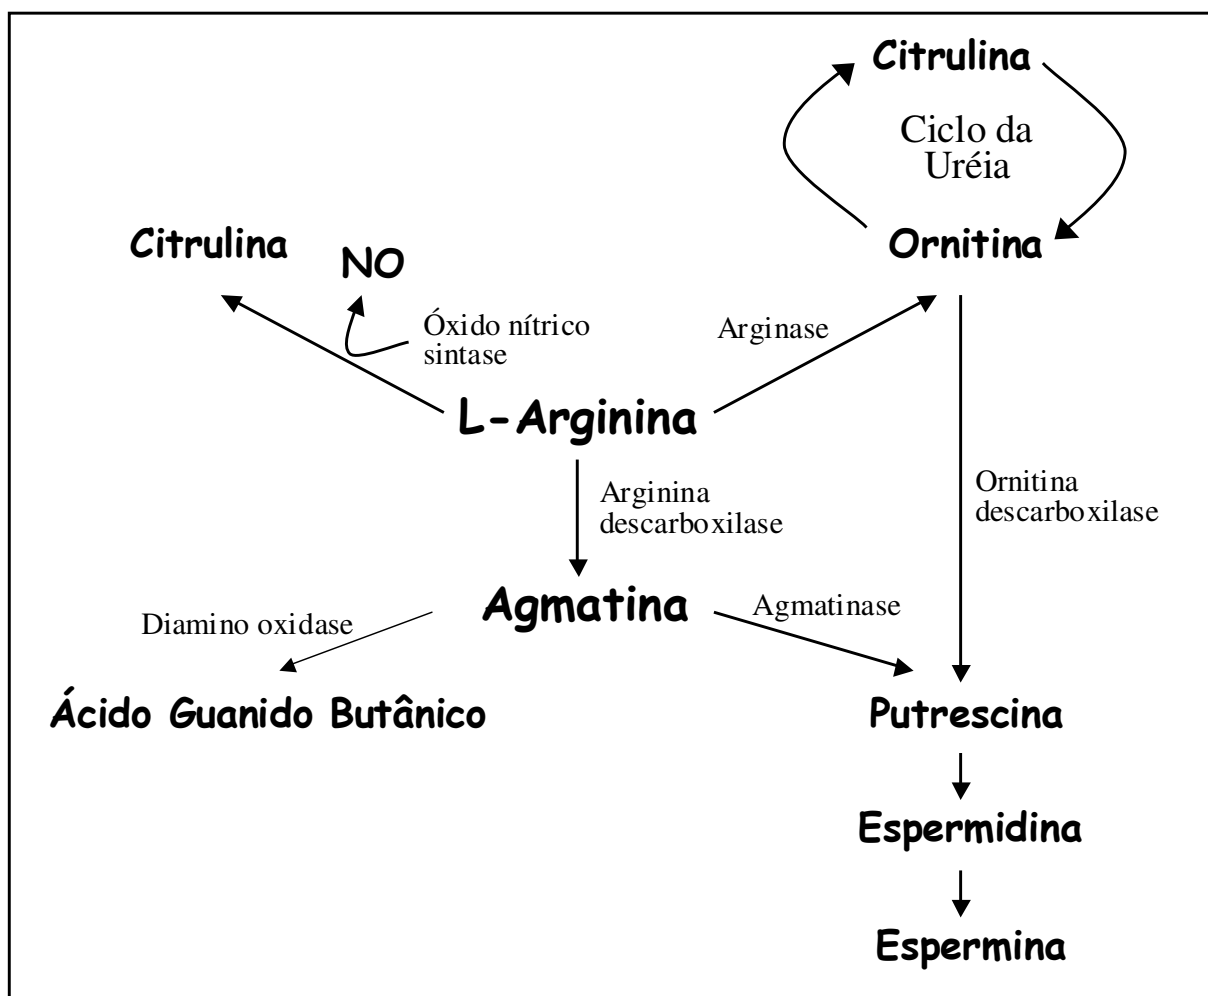 Citrulina
Ciclo da
Uréia
Citrulina
NO
Ornitina
Óxido nítrico
sintase
Arginase
L-Arginina
Arginina
descarboxilase
Ornitina
descarboxilase
Agmatina
Agmatinase
Diamino oxidase
Ácido Guanido Butânico
Putrescina
Espermidina
Espermina